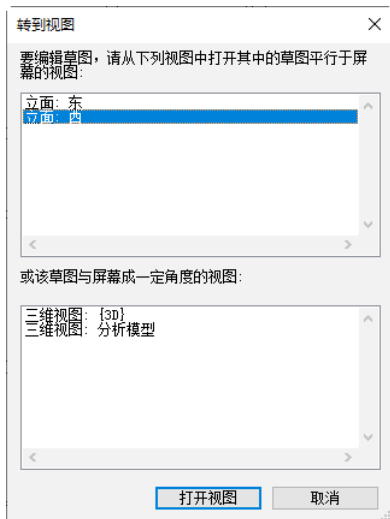 转到视图
要编辑草图，请从下列视图中打开其中的草图平行于屏
幕的视图：
立面: 东
立面: 西
或该草图与屏幕成一定角度的视图：
三维视图: {3D}
三维视图: 分析模型
打开视图
取消